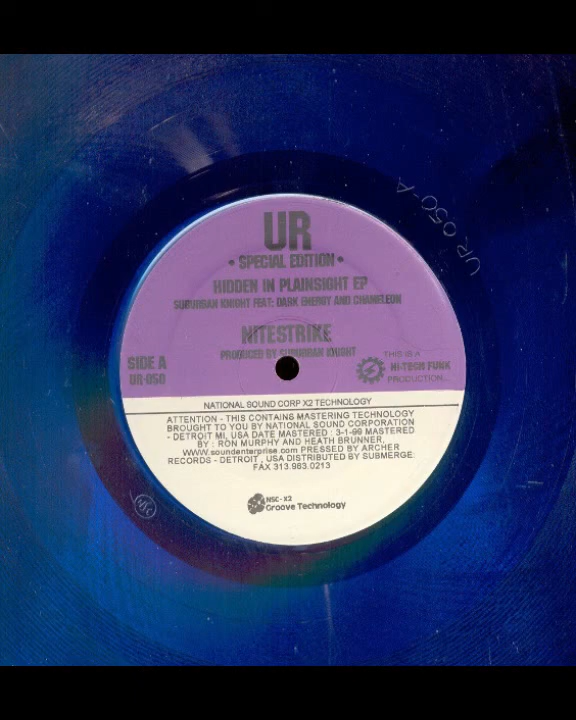 UR
• SPECIAL EDITION •
HIDDEN IN PLAINSIGHT EP
SUBURBAN KNIGHT FEAT: DARK ENERGY AND CHAMELEON
NITESTRIKE
PRODUCED BY SUBURBAN KNIGHT
SIDE A
UR-050
THIS IS A
HI-TECH FUNK
PRODUCTION...
NATIONAL SOUND CORP X2 TECHNOLOGY
ATTENTION - THIS CONTAINS MASTERING TECHNOLOGY
BROUGHT TO YOU BY NATIONAL SOUND CORPORATION
- DETROIT MI, USA DATE MASTERED : 3-1-99 MASTERED
BY : RON MURPHY AND HEATH BRUNNER,
WWW.soundenterprise.com PRESSED BY ARCHER
RECORDS - DETROIT , USA DISTRIBUTED BY SUBMERGE:
FAX 313.963.0213
NSC-X2
Groove Technology
UR 050-A